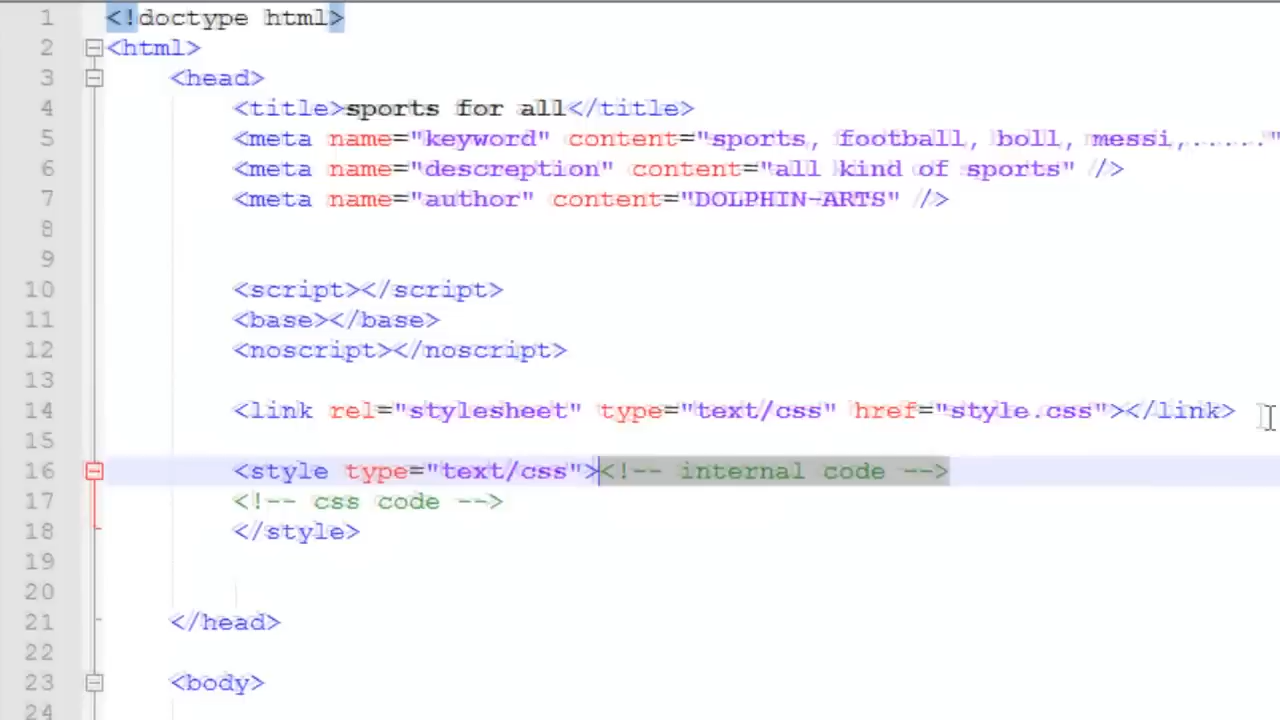 1 <!doctype html>
2 <html>
3 <head>
4 <title>sports for all</title>
5 <meta name="keyword" content="sports, football, boll, messi,....."
6 <meta name="descreption" content="all kind of sports" />
7 <meta name="author" content="DOLPHIN-ARTS" />
8
9
10 <script></script>
11 <base></base>
12 <noscript></noscript>
13
14 <link rel="stylesheet" type="text/css" href="style.css"></link>
15
16 <style type="text/css"><!-- internal code -->
17 <!-- css code -->
18 </style>
19
20
21 </head>
22
23 <body>
24